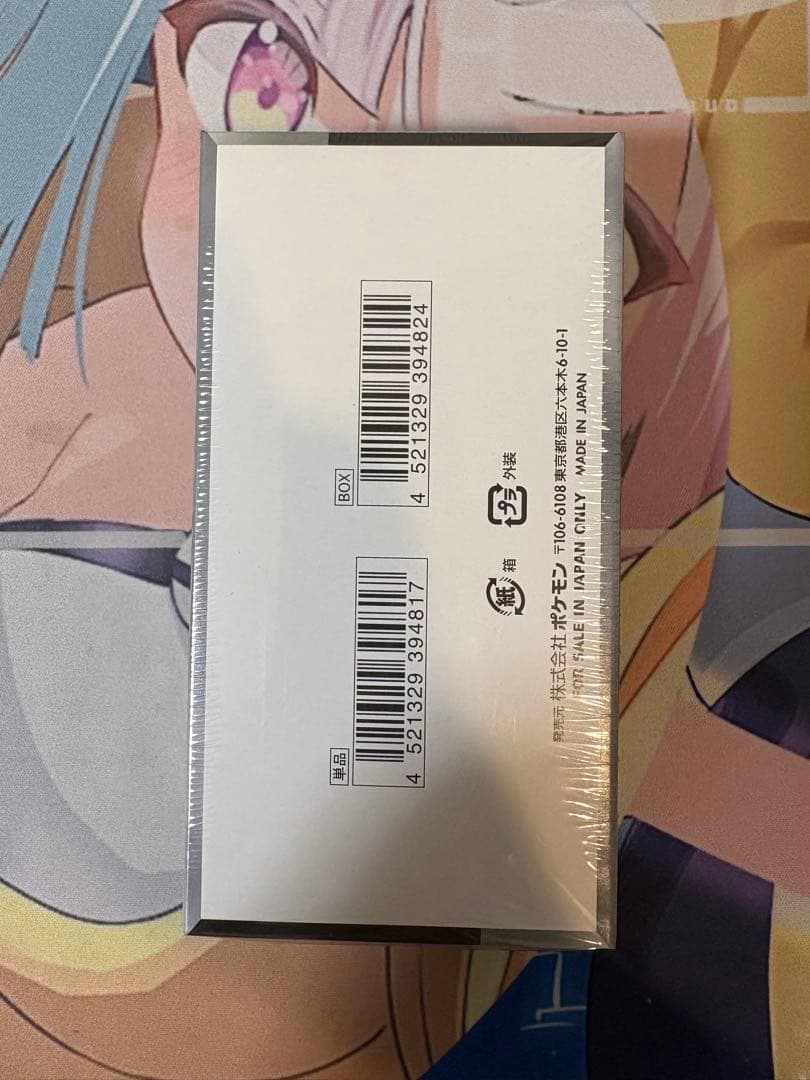 単品
4 521329 394817
BOX
4 521329 394824
紙 箱
プラ 外装
発売元 株式会社 ポケモン 〒106-6108 東京都港区六本木6-10-1
FOR SALE IN JAPAN ONLY MADE IN JAPAN